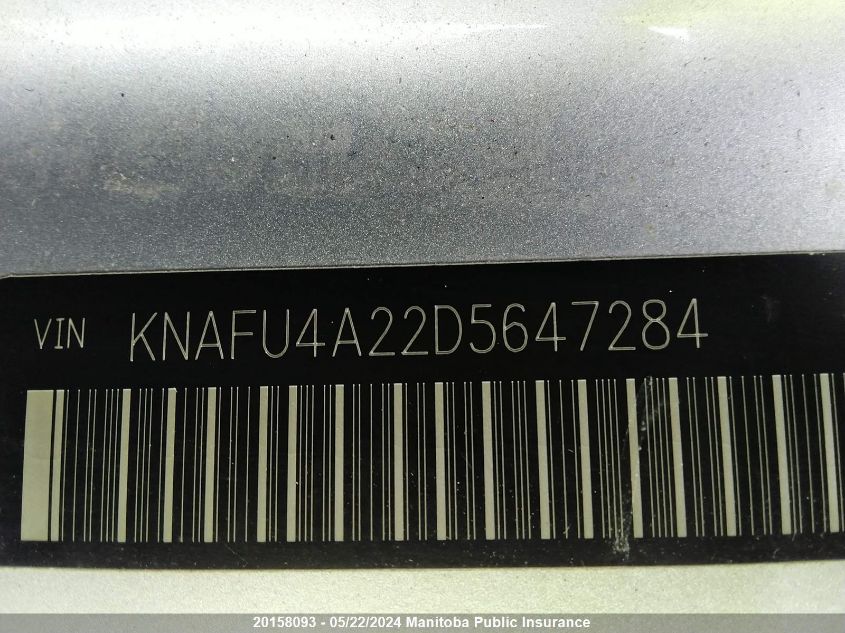 VIN KNAFU4A22D5647284
20158093 - 05/22/2024 Manitoba Public Insurance